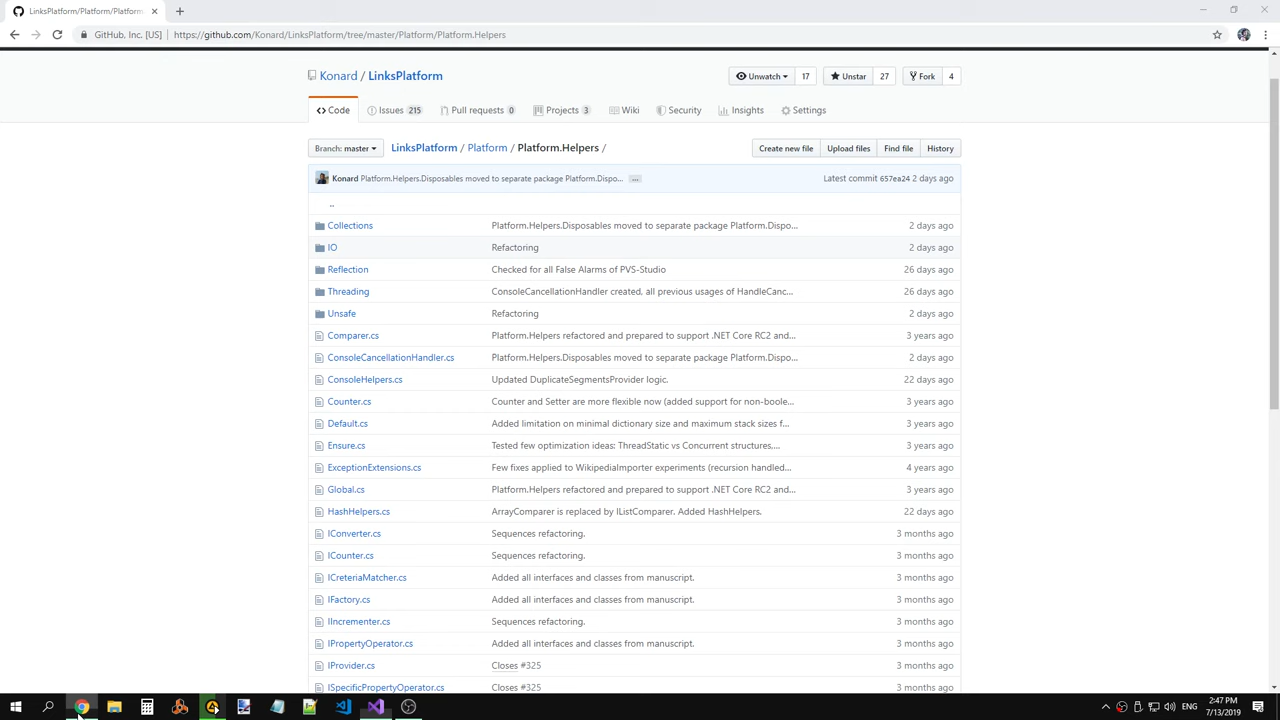 LinksPlatform/Platform/Platform
GitHub, Inc. [US] | https://github.com/Konard/LinksPlatform/tree/master/Platform/Platform.Helpers
Konard / LinksPlatform
Unwatch 17 Unstar 27 Fork 4
Code Issues 215 Pull requests 0 Projects 3 Wiki Security Insights Settings
Branch: master LinksPlatform / Platform / Platform.Helpers / Create new file Upload files Find file History
Konard Platform.Helpers.Disposables moved to separate package Platform.Dispo... ... Latest commit 657ea24 2 days ago
..
Collections Platform.Helpers.Disposables moved to separate package Platform.Dispo... 2 days ago
IO Refactoring 2 days ago
Reflection Checked for all False Alarms of PVS-Studio 26 days ago
Threading ConsoleCancellationHandler created, all previous usages of HandleCanc... 26 days ago
Unsafe Refactoring 2 days ago
Comparer.cs Platform.Helpers refactored and prepared to support .NET Core RC2 and... 3 years ago
ConsoleCancellationHandler.cs Platform.Helpers.Disposables moved to separate package Platform.Dispo... 2 days ago
ConsoleHelpers.cs Updated DuplicateSegmentsProvider logic. 22 days ago
Counter.cs Counter and Setter are more flexible now (added support for non-boole... 3 years ago
Default.cs Added limitation on minimal dictionary size and maximum stack sizes f... 3 years ago
Ensure.cs Tested few optimization ideas: ThreadStatic vs Concurrent structures,... 3 years ago
ExceptionExtensions.cs Few fixes applied to WikipediaImporter experiments (recursion handled... 4 years ago
Global.cs Platform.Helpers refactored and prepared to support .NET Core RC2 and... 3 years ago
HashHelpers.cs ArrayComparer is replaced by IListComparer. Added HashHelpers. 22 days ago
IConverter.cs Sequences refactoring. 3 months ago
ICounter.cs Sequences refactoring. 3 months ago
ICreteriaMatcher.cs Added all interfaces and classes from manuscript. 3 months ago
IFactory.cs Added all interfaces and classes from manuscript. 3 months ago
IIncrementer.cs Sequences refactoring. 3 months ago
IPropertyOperator.cs Added all interfaces and classes from manuscript. 3 months ago
IProvider.cs Closes #325 3 months ago
ISpecificPropertyOperator.cs Closes #325 3 months ago
ENG 2:47 PM
7/13/2019